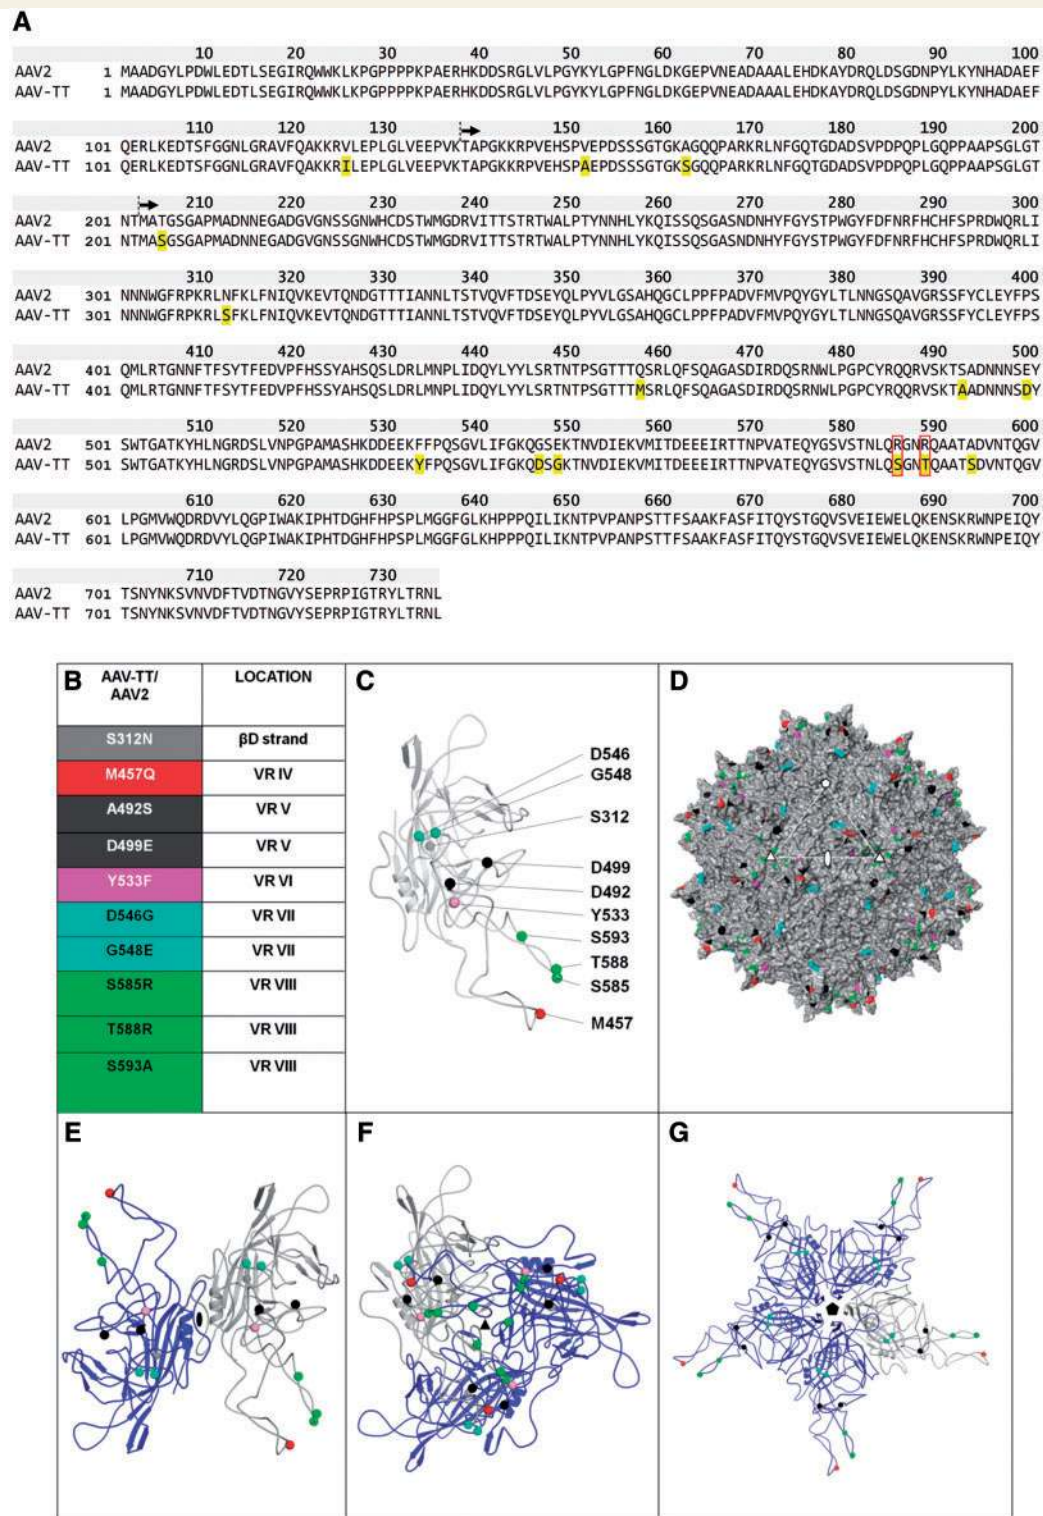 A
10 20 30 40 50 60 70 80 90 100
AAV2 1 MAADGYLPDWLEDTLSEGIRQWWKLKPGPPPPKPAERHKDDSRGLVLPGYKYLGPFNGLDKGEPVNEADAAALEHDKAYDRQLDSGDNPYLKYNHADAEF
AAV-TT 1 MAADGYLPDWLEDTLSEGIRQWWKLKPGPPPPKPAERHKDDSRGLVLPGYKYLGPFNGLDKGEPVNEADAAALEHDKAYDRQLDSGDNPYLKYNHADAEF
110 120 130 140 150 160 170 180 190 200
AAV2 101 QERLKEDTSFGGNLGRAVFQAKKRVLEPLGLVEEPVKTAPGKKRPVEHSPVEPDSSSGTGKAGQQPARKRLNFGQTGDADSVPDPQPLGQPPAAPSGLGT
AAV-TT 101 QERLKEDTSFGGNLGRAVFQAKKRILEPLGLVEEPVKTAPGKKRPVEHSPAEPDSSSGTGKSGQQPARKRLNFGQTGDADSVPDPQPLGQPPAAPSGLGT
210 220 230 240 250 260 270 280 290 300
AAV2 201 NTMATGSGAPMADNNEGADGVGNSSGNWHCDSTWMGDRVITTSTRTWALPTYNNHLYKQISSQSGASNDNHYFGYSTPWGYFDFNRFHCHFSPRDWQRLI
AAV-TT 201 NTMASGSGAPMADNNEGADGVGNSSGNWHCDSTWMGDRVITTSTRTWALPTYNNHLYKQISSQSGASNDNHYFGYSTPWGYFDFNRFHCHFSPRDWQRLI
310 320 330 340 350 360 370 380 390 400
AAV2 301 NNNWGFRPKRLNFKLFNIQVKEVTQNDGTTTIANNLTSTVQVFTDSEYQLPYVLGSAHQGCLPPFPADVFMVPQYGYLTLNNGSQAVGRSSFYCLEYFPS
AAV-TT 301 NNNWGFRPKRLSFKLFNIQVKEVTQNDGTTTIANNLTSTVQVFTDSEYQLPYVLGSAHQGCLPPFPADVFMVPQYGYLTLNNGSQAVGRSSFYCLEYFPS
410 420 430 440 450 460 470 480 490 500
AAV2 401 QMLRTGNNFTFSYTFEDVPFHSSYAHSQSLDRLMNPLIDQYLYYLSRTNTPSGTTTQSRLQFSQAGASDIRDQSRNWLPGPCYRQQRVSKTSADNNNSEY
AAV-TT 401 QMLRTGNNFTFSYTFEDVPFHSSYAHSQSLDRLMNPLIDQYLYYLSRTNTPSGTTTMSRLQFSQAGASDIRDQSRNWLPGPCYRQQRVSKTAADNNNSDY
510 520 530 540 550 560 570 580 590 600
AAV2 501 SWTGATKYHLNGRDSLVNPGPAMASHKDDEEKFFPQSGVLIFGKQGSEKTNVDIEKVMITDEEEIRTTNPVATEQYGSVSTNLQRGNRQAATADVNTQGV
AAV-TT 501 SWTGATKYHLNGRDSLVNPGPAMASHKDDEEKYFPQSGVLIFGKQDSGKTNVDIEKVMITDEEEIRTTNPVATEQYGSVSTNLQSGNTQAATSDVNTQGV
610 620 630 640 650 660 670 680 690 700
AAV2 601 LPGMVWQDRDVYLQGPIWAKIPHTDGHFHPSPLMGGFGLKHPPPQILIKNTPVPANPSTTFSAAKFASFITQYSTGQVSVEIEWELQKENSKRWNPEIQY
AAV-TT 601 LPGMVWQDRDVYLQGPIWAKIPHTDGHFHPSPLMGGFGLKHPPPQILIKNTPVPANPSTTFSAAKFASFITQYSTGQVSVEIEWELQKENSKRWNPEIQY
710 720 730
AAV2 701 TSNYNKSVNVDFTVDTNGVYSEPRPIGTRYLTRNL
AAV-TT 701 TSNYNKSVNVDFTVDTNGVYSEPRPIGTRYLTRNL
B AAV-TT/ AAV2 LOCATION
S312N βD strand
M457Q VR IV
A492S VR V
D499E VR V
Y533F VR VI
D546G VR VII
G548E VR VII
S585R VR VIII
T588R VR VIII
S593A VR VIII
C
D546
G548
S312
D499
D492
Y533
S593
T588
S585
M457
D
E
F
G